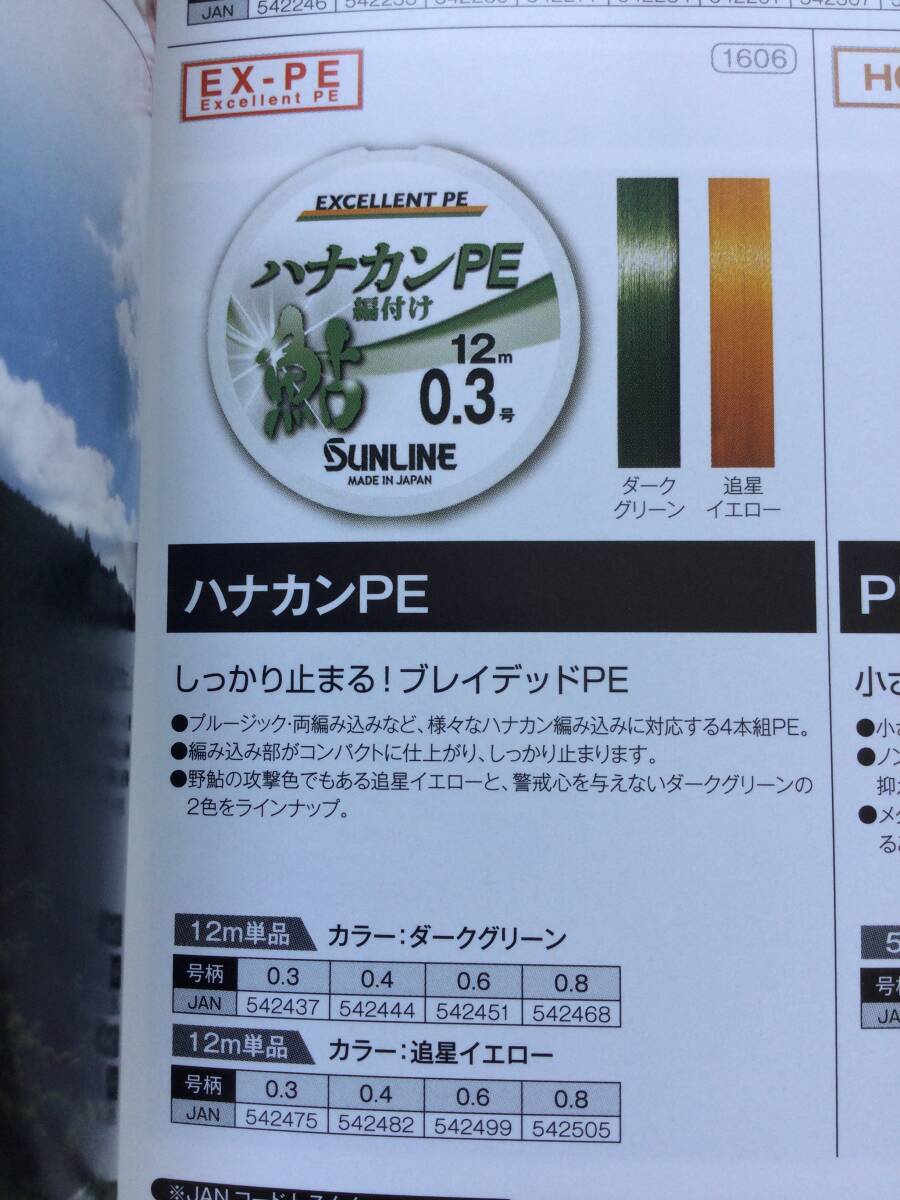 JAN 542246
EX-PE
Excellent PE
1606
EXCELLENT PE
ハナカンPE
編付け
鮎
12m
0.3号
SUNLINE
MADE IN JAPAN
ダーク
グリーン
追星
イエロー
ハナカンPE
しっかり止まる!ブレイデッドPE
●ブルージック・両編み込みなど、様々なハナカン編み込みに対応する4本組PE。
●編み込み部がコンパクトに仕上がり、しっかり止まります。
●野鮎の攻撃色でもある追星イエローと、警戒心を与えないダークグリーンの
2色をラインナップ。
12m単品 カラー:ダークグリーン
号柄 0.3 0.4 0.6 0.8
JAN 542437 542444 542451 542468
12m単品 カラー:追星イエロー
号柄 0.3 0.4 0.6 0.8
JAN 542475 542482 542499 542505